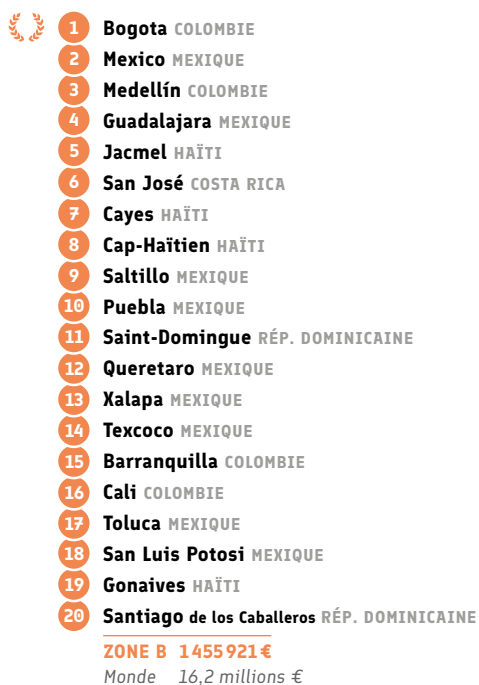 1 Bogota COLOMBIE
2 Mexico MEXIQUE
3 Medellín COLOMBIE
4 Guadalajara MEXIQUE
5 Jacmel HAÏTI
6 San José COSTA RICA
7 Cayes HAÏTI
8 Cap-Haïtien HAÏTI
9 Saltillo MEXIQUE
10 Puebla MEXIQUE
11 Saint-Domingue RÉP. DOMINICAINE
12 Queretaro MEXIQUE
13 Xalapa MEXIQUE
14 Texcoco MEXIQUE
15 Barranquilla COLOMBIE
16 Cali COLOMBIE
17 Toluca MEXIQUE
18 San Luis Potosi MEXIQUE
19 Gonaives HAÏTI
20 Santiago de los Caballeros RÉP. DOMINICAINE
ZONE B 1 455 921 €
Monde 16,2 millions €